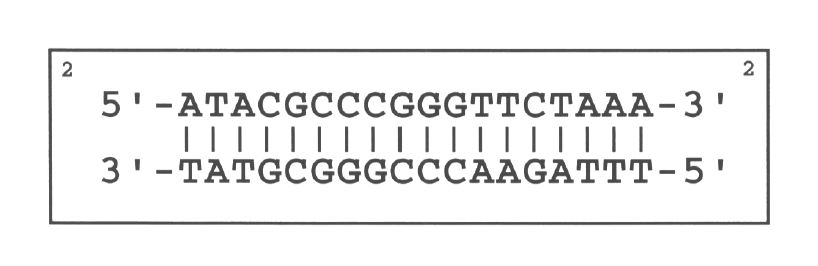 2 2
5'-ATACGCCCGGGTTCTAAA-3'
| | | | | | | | | | | | | | | | | |
3'-TATGCGGGCCCAAGATTT-5'